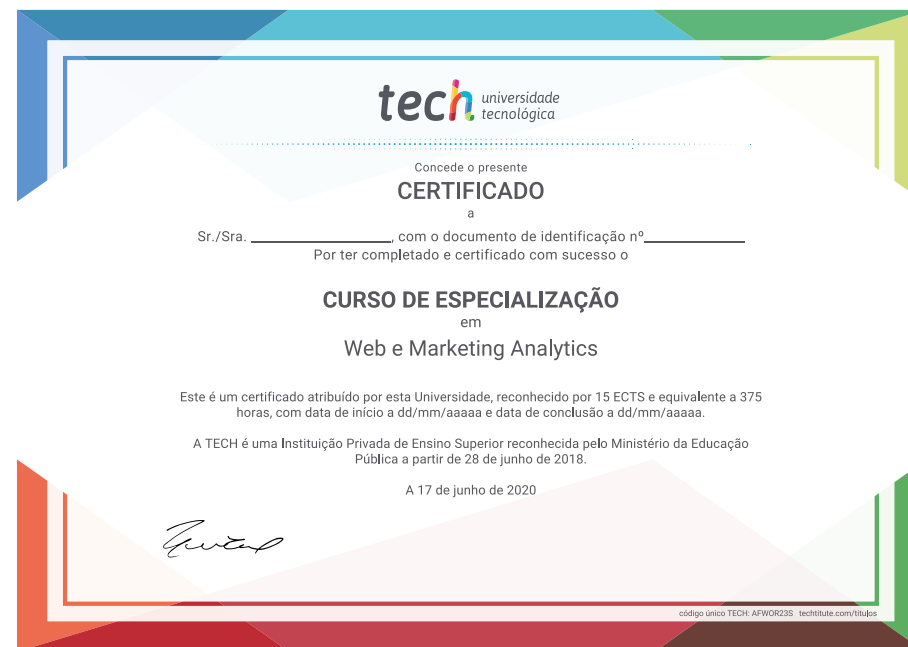 tech universidade
tecnológica
Concede o presente
CERTIFICADO
a
Sr./Sra. ____________________, com o documento de identificação nº______________
Por ter completado e certificado com sucesso o
CURSO DE ESPECIALIZAÇÃO
em
Web e Marketing Analytics
Este é um certificado atribuído por esta Universidade, reconhecido por 15 ECTS e equivalente a 375
horas, com data de início a dd/mm/aaaaa e data de conclusão a dd/mm/aaaaa.
A TECH é uma Instituição Privada de Ensino Superior reconhecida pelo Ministério da Educação
Pública a partir de 28 de junho de 2018.
A 17 de junho de 2020
código único TECH: AFWOR23S techtitute.com/titulos